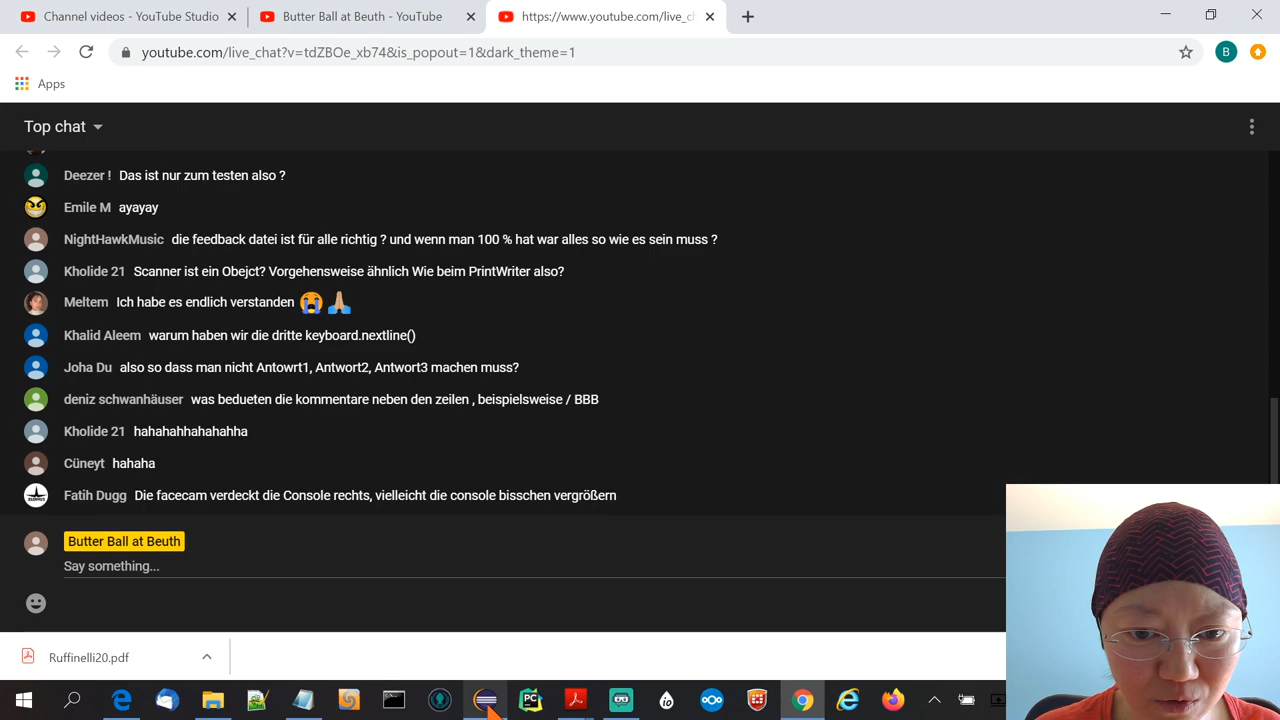 Channel videos - YouTube Studio
Butter Ball at Beuth - YouTube
https://www.youtube.com/live_c
youtube.com/live_chat?v=tdZBOe_xb74&is_popout=1&dark_theme=1
B
Apps
Top chat
Deezer ! Das ist nur zum testen also ?
Emile M ayayay
NightHawkMusic die feedback datei ist für alle richtig ? und wenn man 100 % hat war alles so wie es sein muss ?
Kholide 21 Scanner ist ein Obejct? Vorgehensweise ähnlich Wie beim PrintWriter also?
Meltem Ich habe es endlich verstanden 😭🙏🏼
Khalid Aleem warum haben wir die dritte keyboard.nextline()
Joha Du also so dass man nicht Antowrt1, Antwort2, Antwort3 machen muss?
deniz schwanhäuser was bedueten die kommentare neben den zeilen , beispielsweise / BBB
Kholide 21 hahahahhahahahha
Cüneyt hahaha
Fatih Dugg Die facecam verdeckt die Console rechts, vielleicht die console bisschen vergrößern
Butter Ball at Beuth
Say something...
Ruffinelli20.pdf
PC